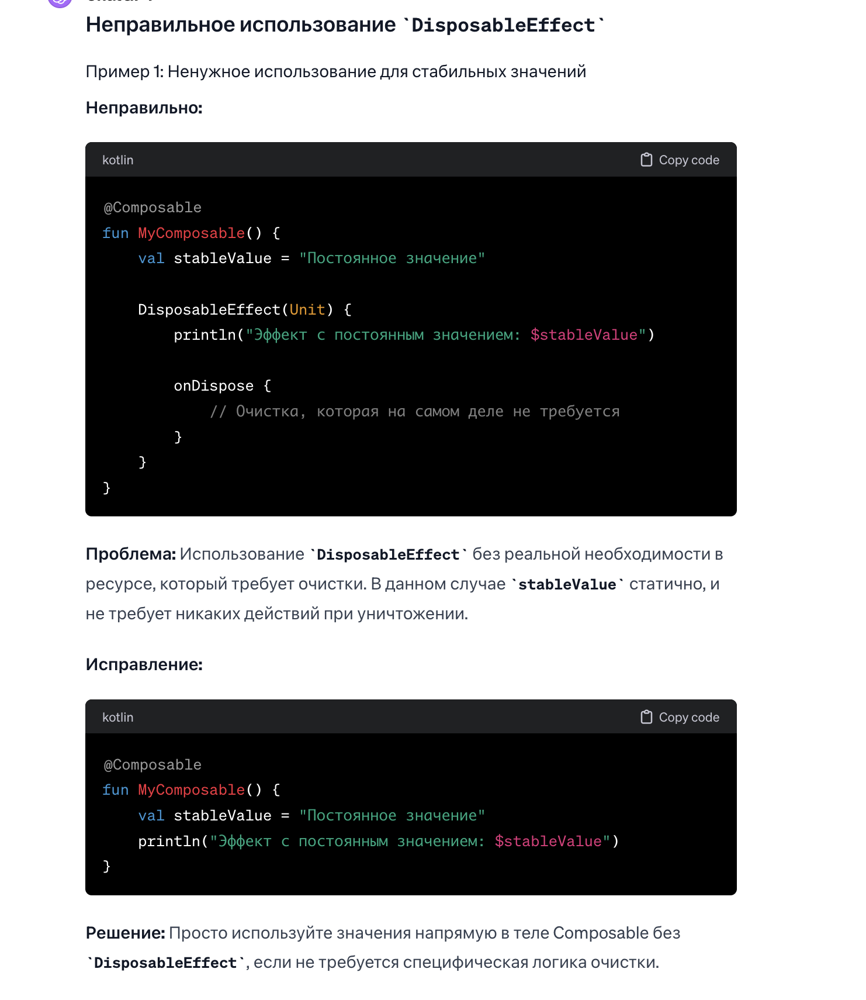 Неправильное использование `DisposableEffect`
Пример 1: Ненужное использование для стабильных значений
Неправильно:
kotlin
Copy code
@Composable
fun MyComposable() {
    val stableValue = "Постоянное значение"
    DisposableEffect(Unit) {
        println("Эффект с постоянным значением: $stableValue")
        onDispose {
            // Очистка, которая на самом деле не требуется
        }
    }
}
Проблема: Использование `DisposableEffect` без реальной необходимости в
ресурсе, который требует очистки. В данном случае `stableValue` статично, и
не требует никаких действий при уничтожении.
Исправление:
kotlin
Copy code
@Composable
fun MyComposable() {
    val stableValue = "Постоянное значение"
    println("Эффект с постоянным значением: $stableValue")
}
Решение: Просто используйте значения напрямую в теле Composable без
`DisposableEffect`, если не требуется специфическая логика очистки.